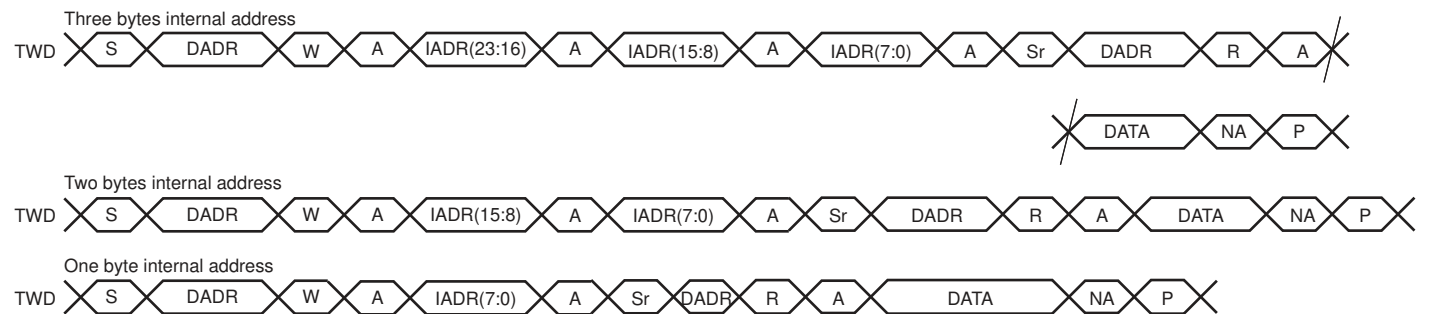 Three bytes internal address
TWD S DADR W A IADR(23:16) A IADR(15:8) A IADR(7:0) A Sr DADR R A
DATA NA P
Two bytes internal address
TWD S DADR W A IADR(15:8) A IADR(7:0) A Sr DADR R A DATA NA P
One byte internal address
TWD S DADR W A IADR(7:0) A Sr DADR R A DATA NA P